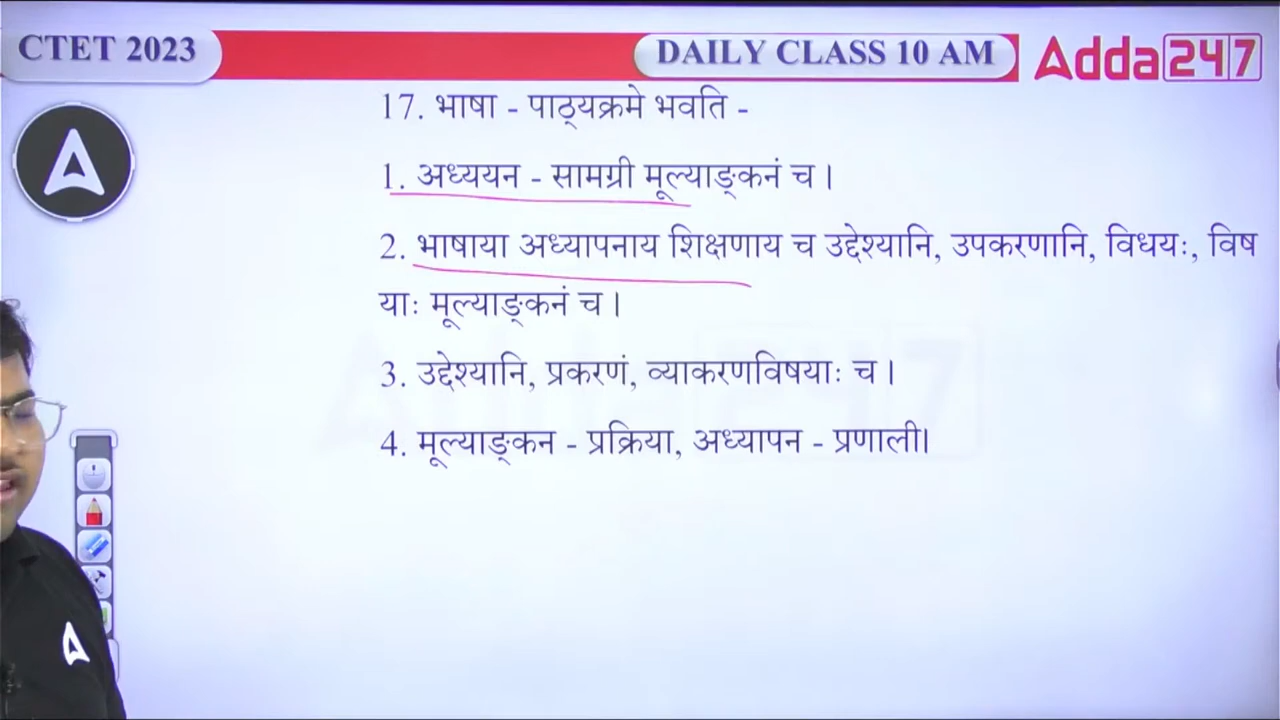 CTET 2023
DAILY CLASS 10 AM
Adda247
17. भाषा - पाठ्यक्रमे भवति -
1. अध्ययन - सामग्री मूल्याङ्कनं च ।
2. भाषाया अध्यापनाय शिक्षणाय च उद्देश्यानि, उपकरणानि, विधयः, विष
याः मूल्याङ्कनं च ।
3. उद्देश्यानि, प्रकरणं, व्याकरणविषयाः च ।
4. मूल्याङ्कन - प्रक्रिया, अध्यापन - प्रणाली।